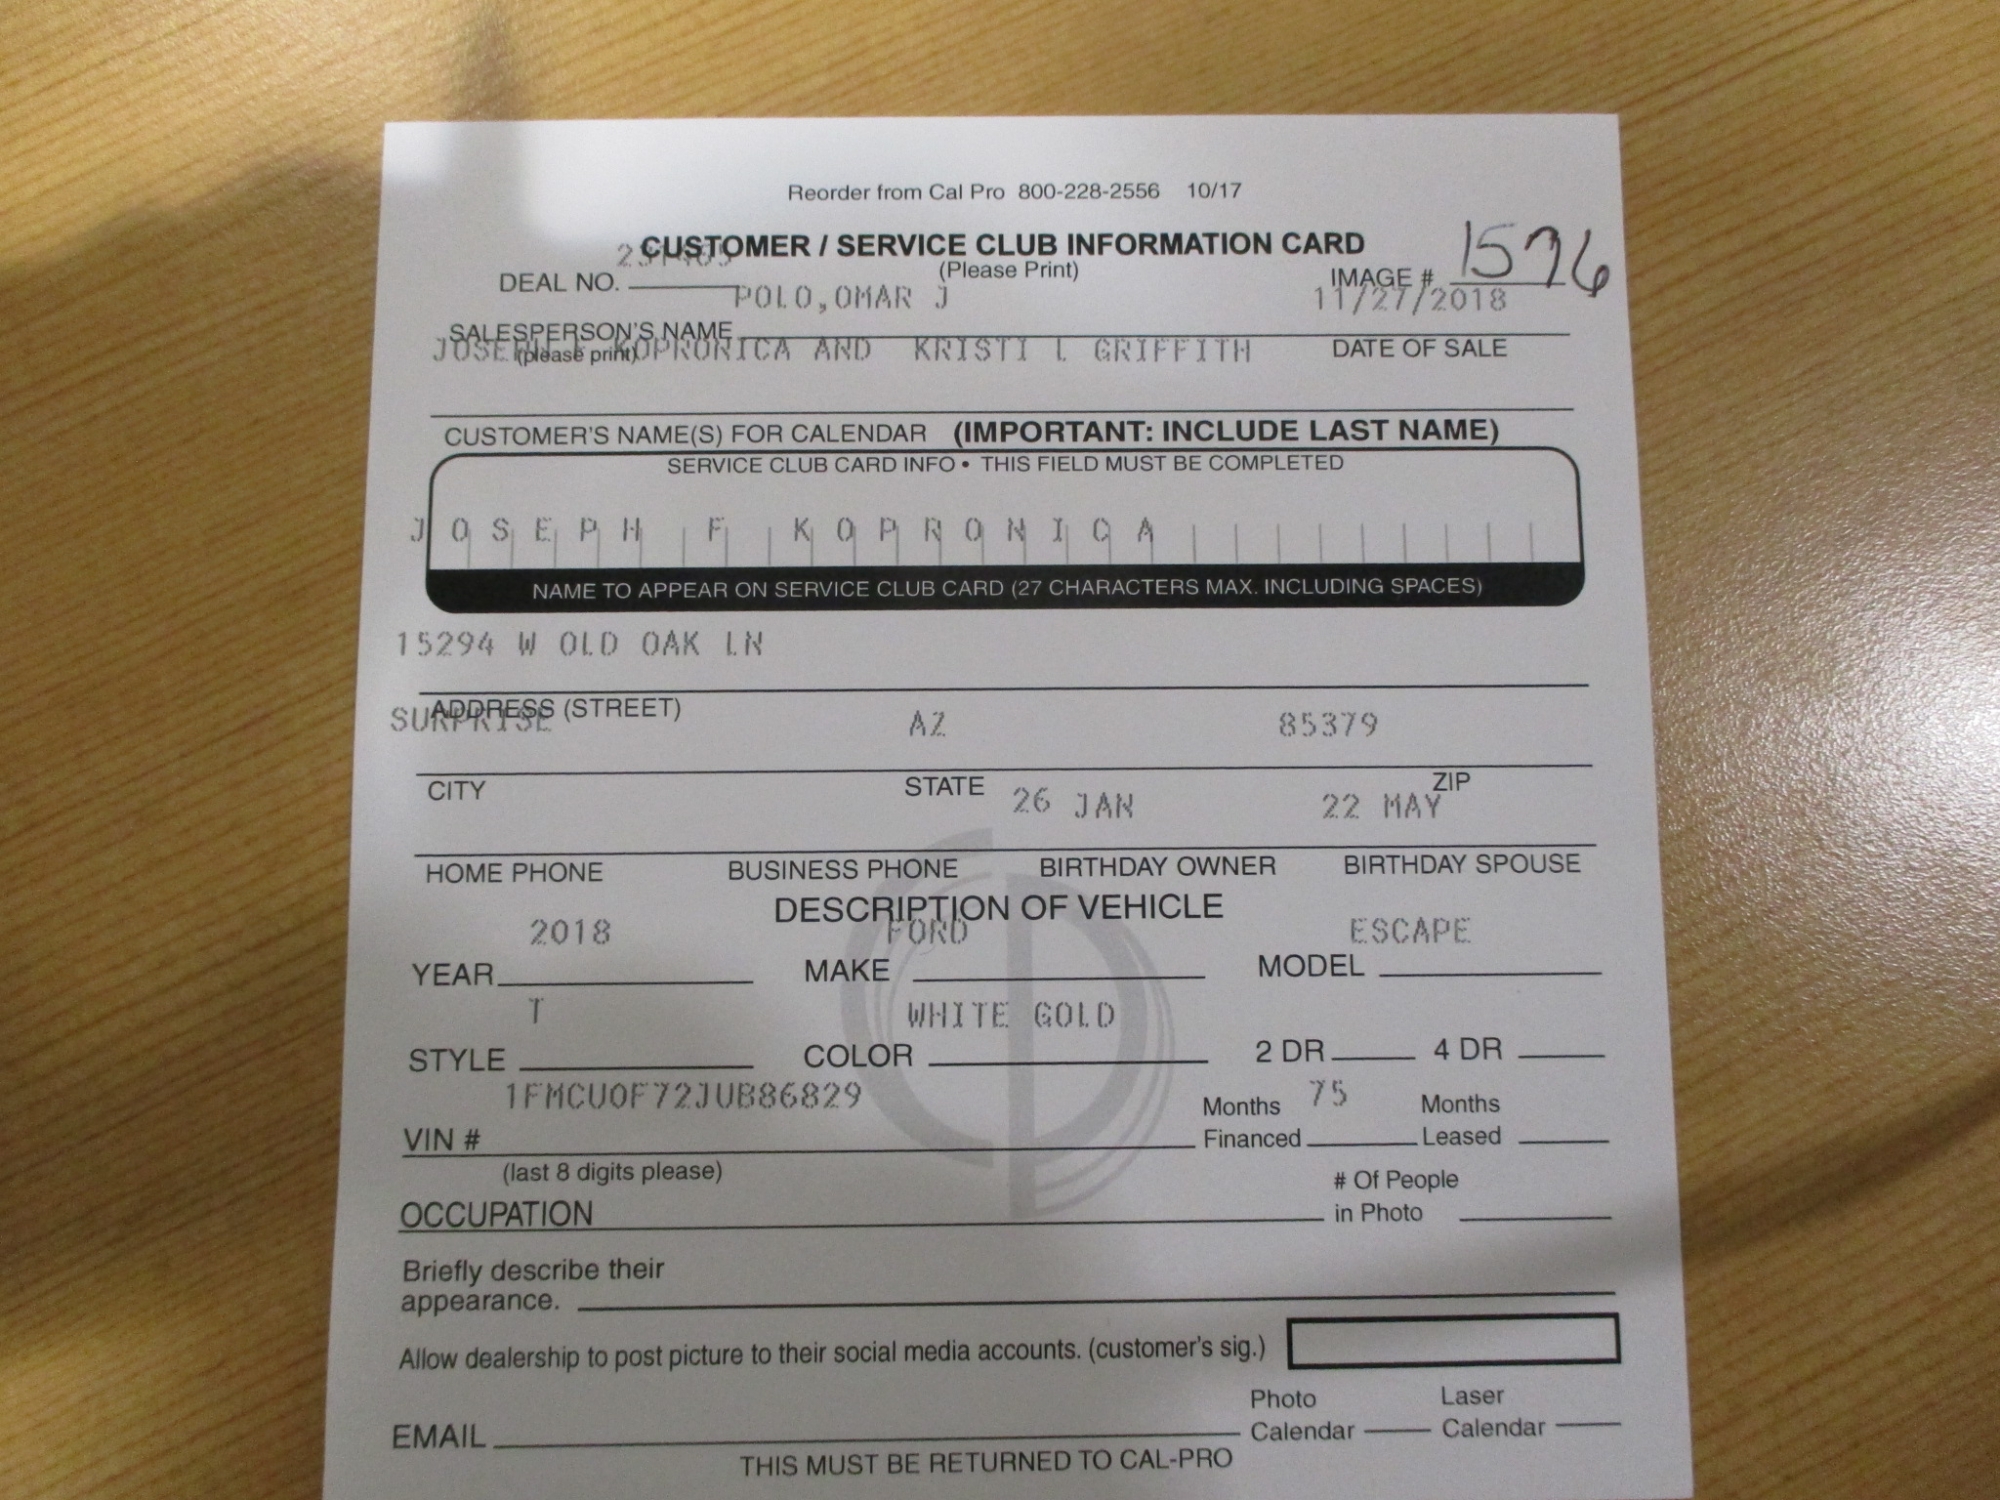 Reorder from Cal Pro 800-228-2556 10/17
CUSTOMER / SERVICE CLUB INFORMATION CARD
(Please Print)
DEAL NO.
IMAGE # 1576
POLO,OMAR J 11/27/2018
SALESPERSON'S NAME
(please print)
DATE OF SALE
JOSEPH F KOPRONICA AND KRISTI L GRIFFITH
CUSTOMER'S NAME(S) FOR CALENDAR (IMPORTANT: INCLUDE LAST NAME)
SERVICE CLUB CARD INFO • THIS FIELD MUST BE COMPLETED
JOSEPH F KOPRONICA
NAME TO APPEAR ON SERVICE CLUB CARD (27 CHARACTERS MAX. INCLUDING SPACES)
15294 W OLD OAK LN
ADDRESS (STREET)
SURPRISE AZ 85379
CITY STATE ZIP
26 JAN 22 MAY
HOME PHONE BUSINESS PHONE BIRTHDAY OWNER BIRTHDAY SPOUSE
DESCRIPTION OF VEHICLE
2018 FORD ESCAPE
YEAR MAKE MODEL
T WHITE GOLD
STYLE COLOR 2 DR 4 DR
1FMCU0F72JUB86829
Months 75 Months
VIN # Financed Leased
(last 8 digits please)
# Of People
OCCUPATION in Photo
Briefly describe their
appearance.
Allow dealership to post picture to their social media accounts. (customer's sig.)
Photo Laser
EMAIL Calendar Calendar
THIS MUST BE RETURNED TO CAL-PRO